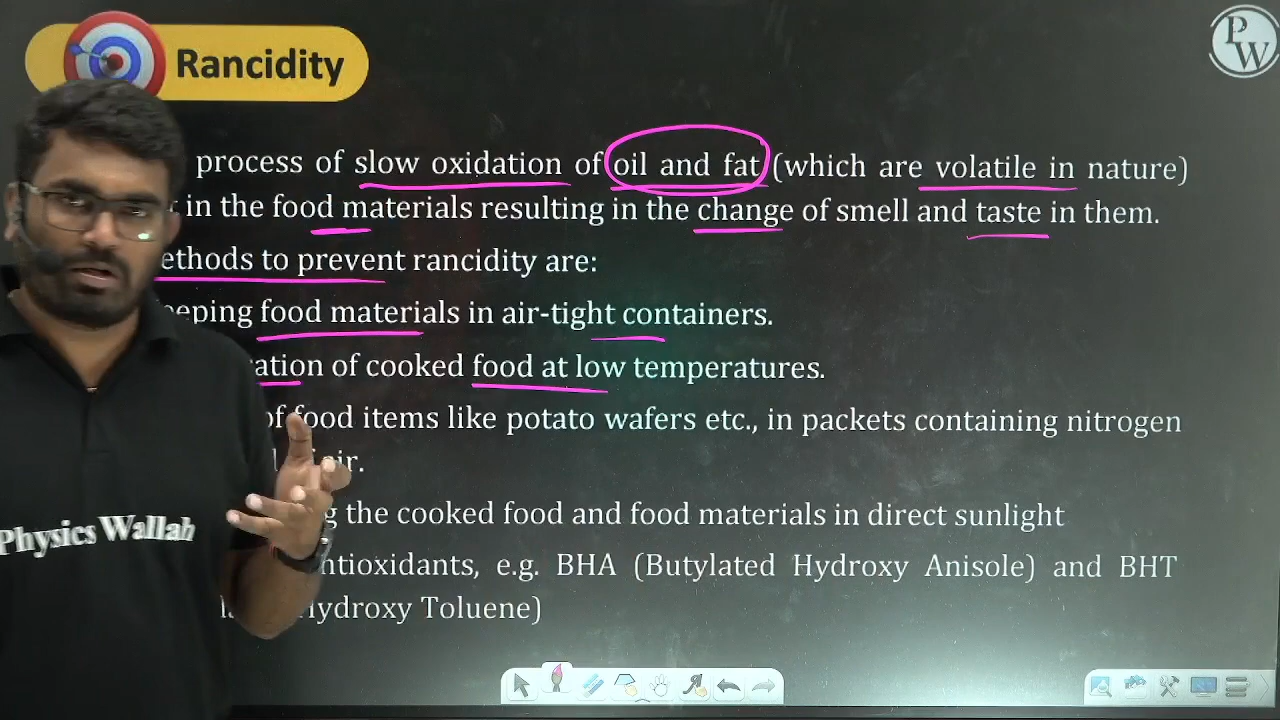 Rancidity
PW
process of slow oxidation of oil and fat (which are volatile in nature)
in the food materials resulting in the change of smell and taste in them.
ethods to prevent rancidity are:
eeping food materials in air-tight containers.
ation of cooked food at low temperatures.
of food items like potato wafers etc., in packets containing nitrogen
air.
g the cooked food and food materials in direct sunlight
ntioxidants, e.g. BHA (Butylated Hydroxy Anisole) and BHT
Hydroxy Toluene)
Physics Wallah